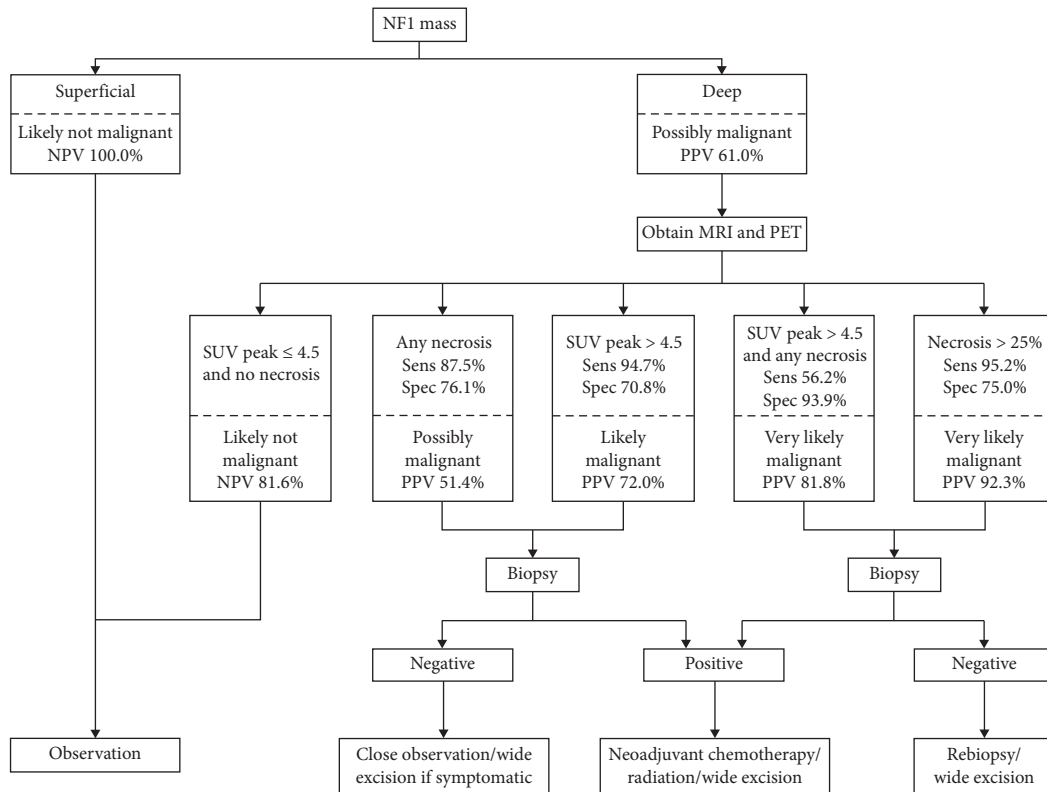 NF1 mass
Superficial
Likely not malignant
NPV 100.0%
Deep
Possibly malignant
PPV 61.0%
Obtain MRI and PET
SUV peak ≤ 4.5
and no necrosis
Likely not
malignant
NPV 81.6%
Any necrosis
Sens 87.5%
Spec 76.1%
Possibly
malignant
PPV 51.4%
SUV peak > 4.5
Sens 94.7%
Spec 70.8%
Likely
malignant
PPV 72.0%
SUV peak > 4.5
and any necrosis
Sens 56.2%
Spec 93.9%
Very likely
malignant
PPV 81.8%
Necrosis > 25%
Sens 95.2%
Spec 75.0%
Very likely
malignant
PPV 92.3%
Biopsy
Biopsy
Negative
Positive
Negative
Observation
Close observation/wide
excision if symptomatic
Neoadjuvant chemotherapy/
radiation/wide excision
Rebiopsy/
wide excision